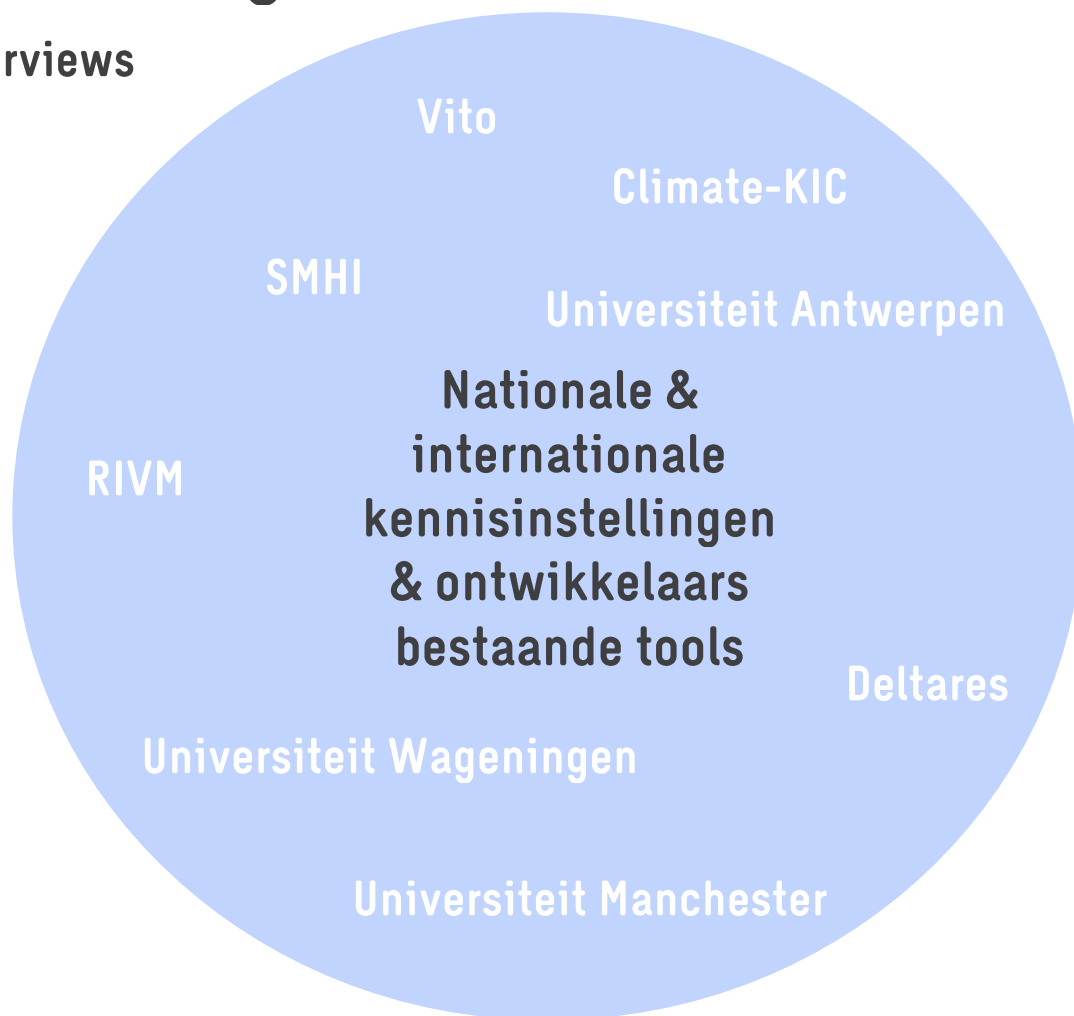 rviews
Vito
Climate-KIC
SMHI
Universiteit Antwerpen
Nationale &
internationale
RIVM
kennisinstellingen
& ontwikkelaars
bestaande tools
Deltares
Universiteit Wageningen
Universiteit Manchester